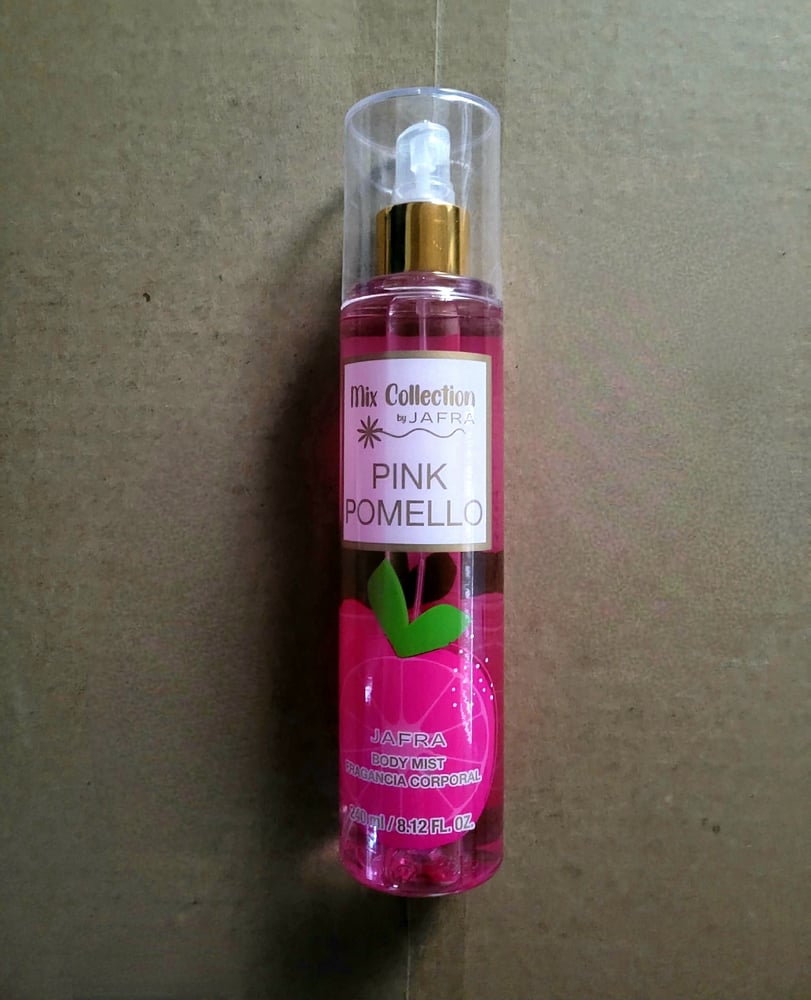 Mix Collection
by JAFRA
PINK
POMELLO
JAFRA
BODY MIST
FRAGANCIA CORPORAL
240 ml / 8.12 FL. OZ.